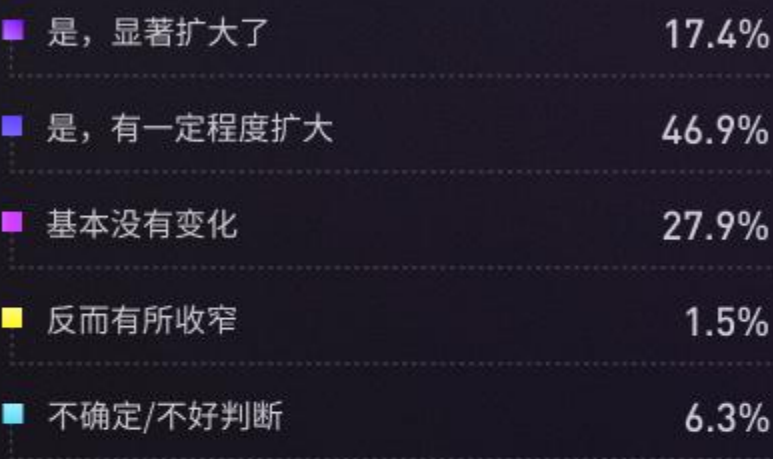 是，显著扩大了 17.4%
是，有一定程度扩大 46.9%
基本没有变化 27.9%
反而有所收窄 1.5%
不确定/不好判断 6.3%